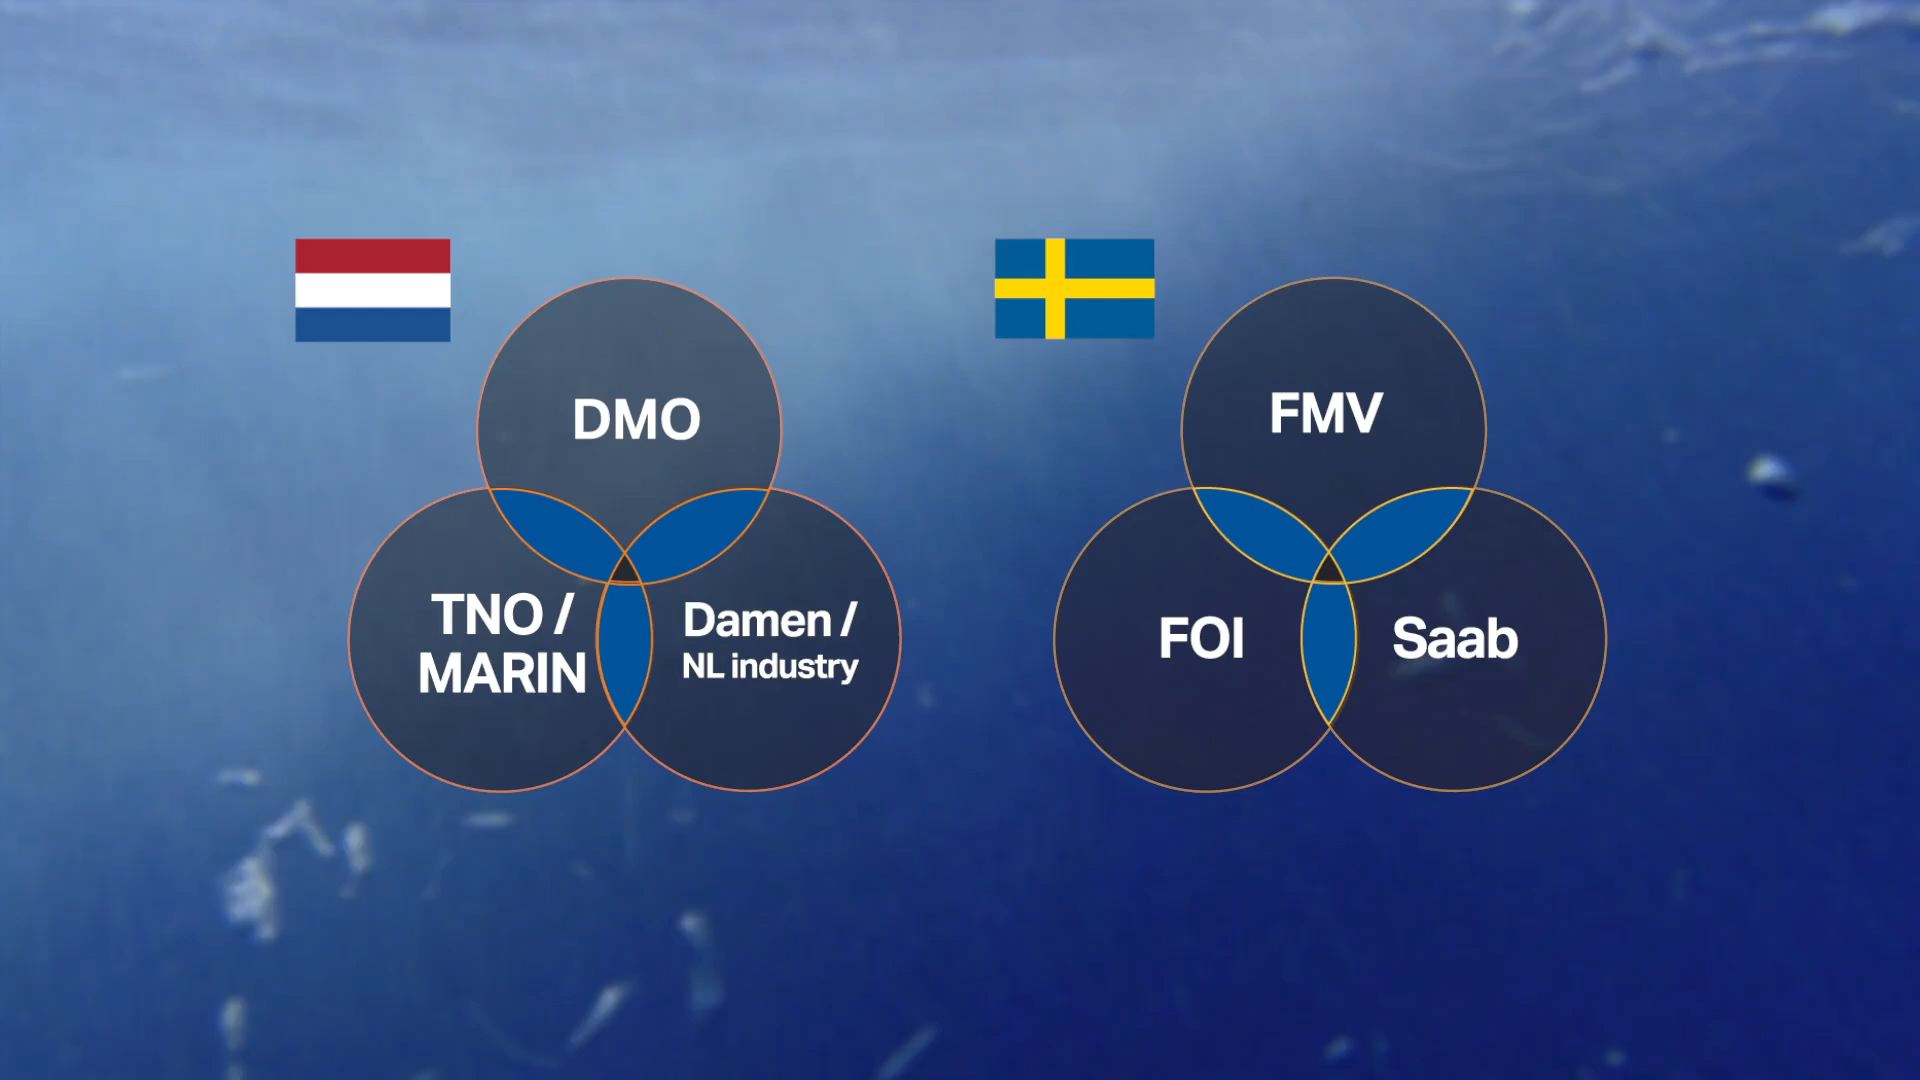 DMO
TNO /
MARIN
Damen /
NL industry
FMV
FOI
Saab